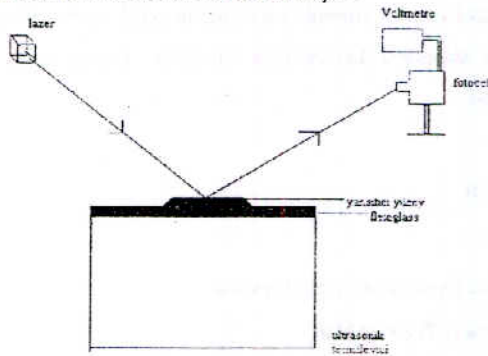 lazer
Voltmetre
fotocel
yansıtıcı yüzey
fiberglass
ultrasonik
temizleyici